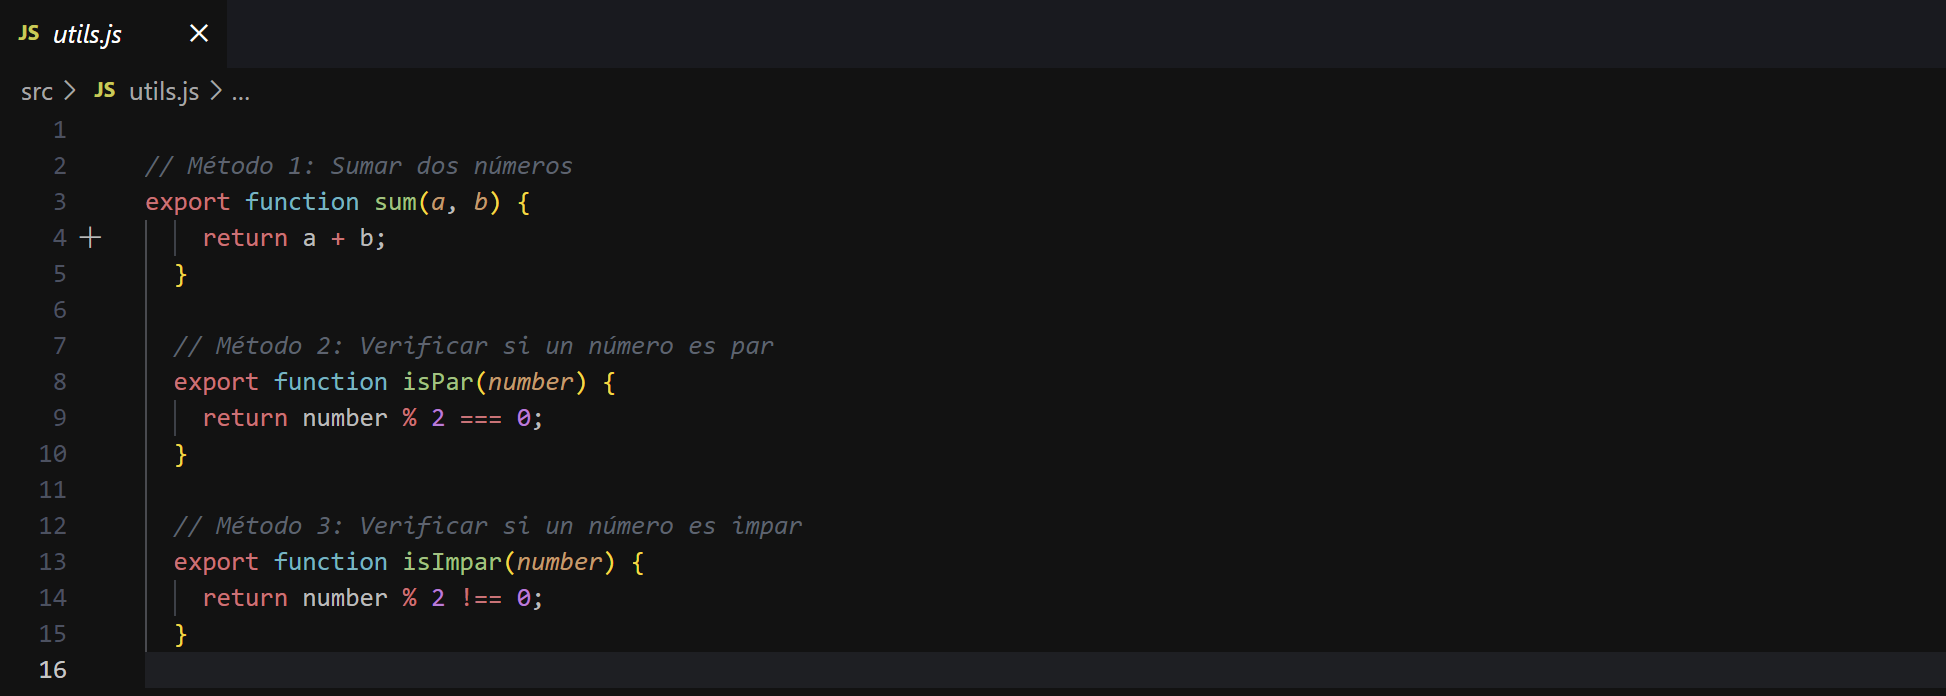 JS utils.js ×
src > JS utils.js > ...
1
2 // Método 1: Sumar dos números
3 export function sum(a, b) {
4 + return a + b;
5 }
6
7 // Método 2: Verificar si un número es par
8 export function isPar(number) {
9 return number % 2 === 0;
10 }
11
12 // Método 3: Verificar si un número es impar
13 export function isImpar(number) {
14 return number % 2 !== 0;
15 }
16